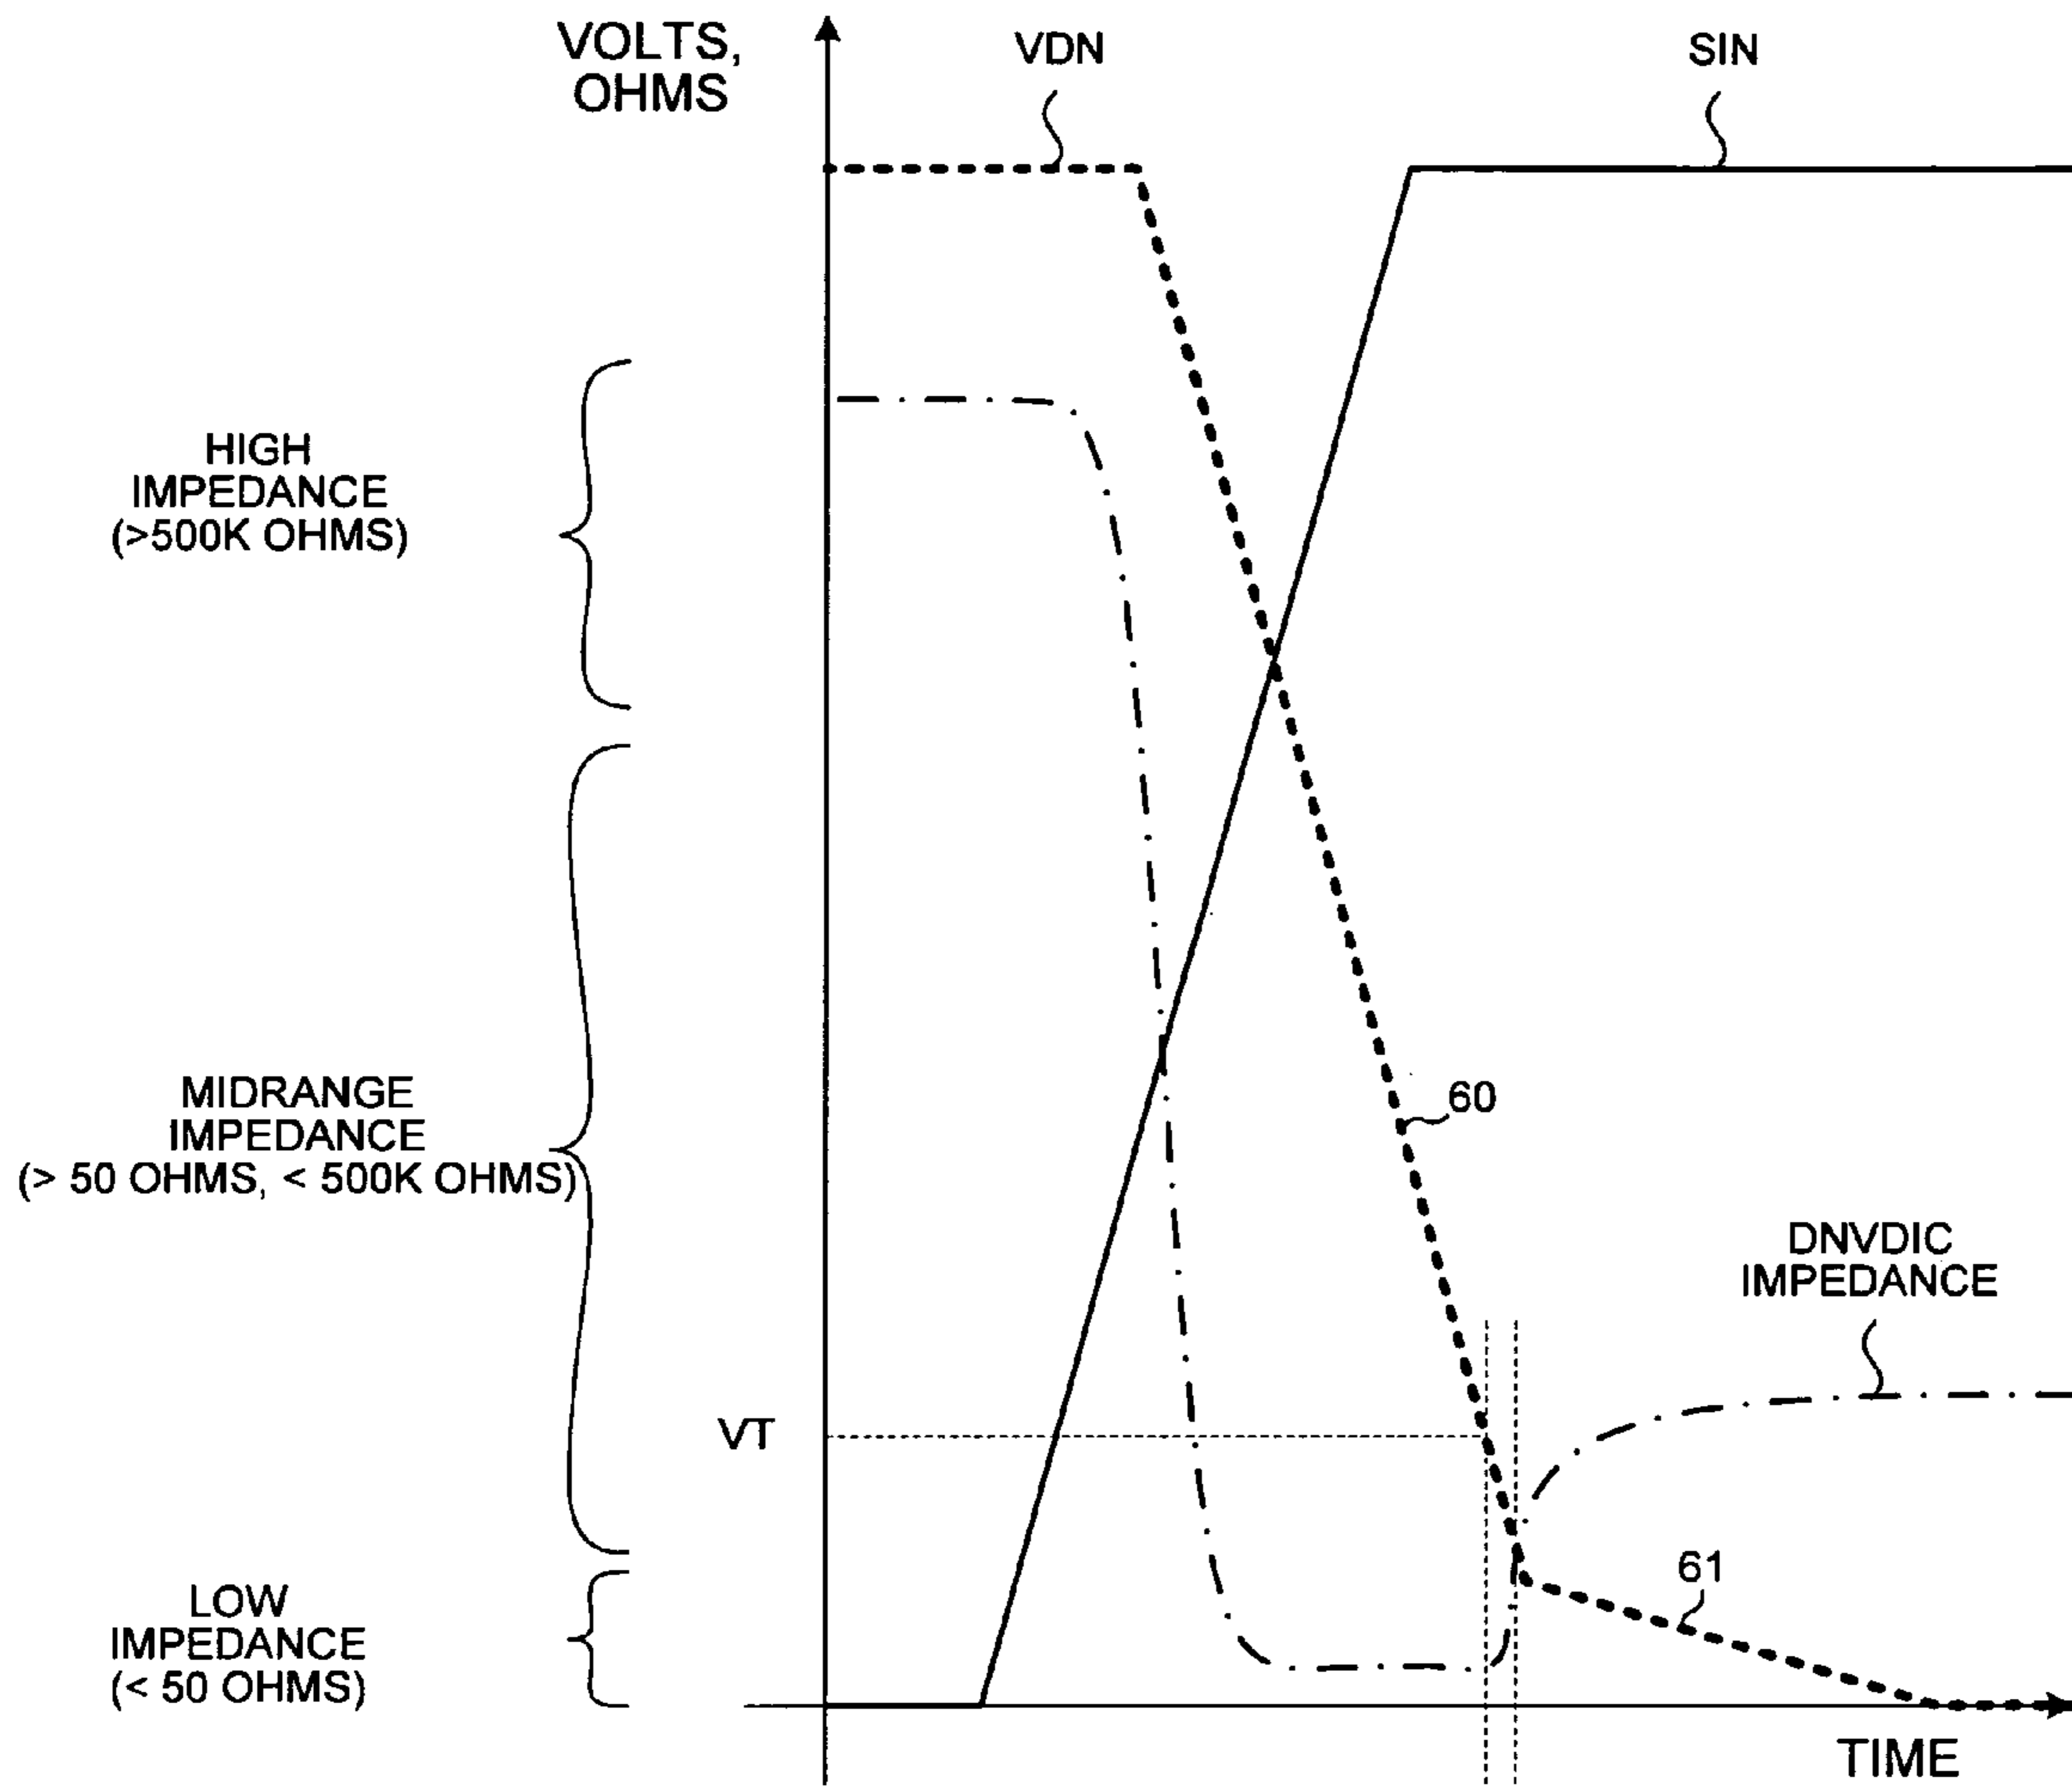 VOLTS,
OHMS
VDN
SIN
HIGH
IMPEDANCE
(>500K OHMS)
MIDRANGE
IMPEDANCE
(> 50 OHMS, < 500K OHMS)
60
DNVDIC
IMPEDANCE
VT
61
LOW
IMPEDANCE
(< 50 OHMS)
TIME